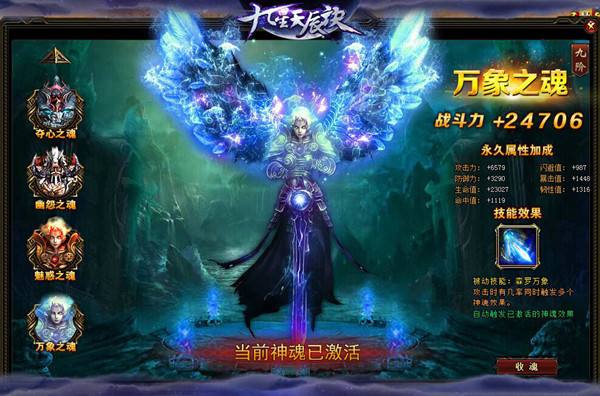 九星天辰诀
九阶
万象之魂
战斗力 +24706
永久属性加成
攻击力: +6579 闪避值: +987
防御力: +3290 暴击值: +1448
生命值: +23027 韧性值: +1316
命中值: +1119
技能效果
被动技能: 森罗万象
攻击时有几率同时触发多个
神魂效果。
自动触发已激活的神魂效果
夺心之魂
幽怨之魂
魅惑之魂
万象之魂
当前神魂已激活
收 魂